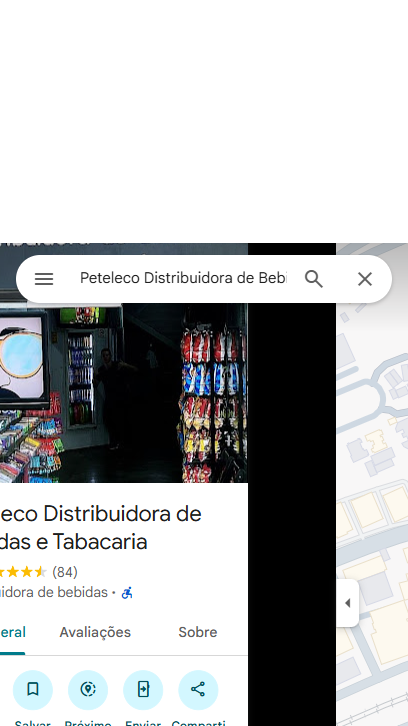 Peteleco Distribuidora de Beb
eco Distribuidora de
das e Tabacaria
(84)
idora de bebidas
eral
Avaliações
Sobre
Salvar
Próximo
Enviar
Comparti